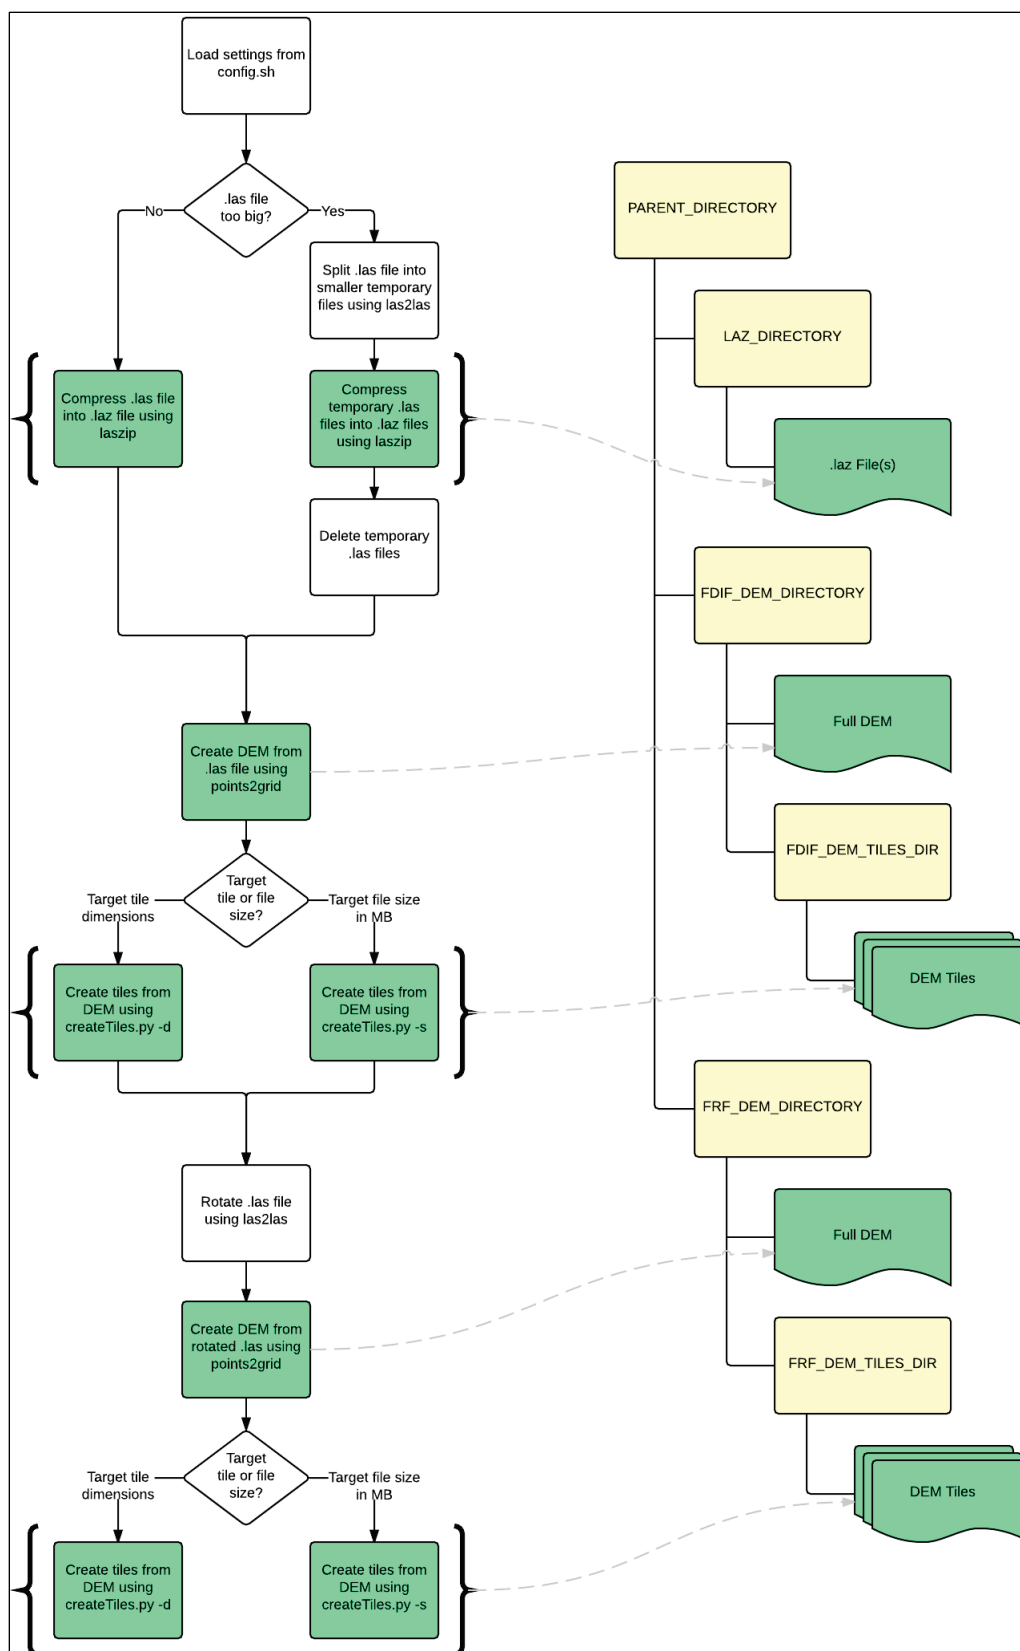 Load settings from
config.sh
.las file
too big?
No
Yes
Split .las file into
smaller temporary
files using las2las
Compress .las file
into .laz file using
laszip
Compress
temporary .las
files into .laz files
using laszip
Delete temporary
.las files
Create DEM from
.las file using
points2grid
Target
tile or file
size?
Target tile
dimensions
Target file size
in MB
Create tiles from
DEM using
createTiles.py -d
Create tiles from
DEM using
createTiles.py -s
Rotate .las file
using las2las
Create DEM from
rotated .las using
points2grid
Target
tile or file
size?
Target tile
dimensions
Target file size
in MB
Create tiles from
DEM using
createTiles.py -d
Create tiles from
DEM using
createTiles.py -s
PARENT_DIRECTORY
LAZ_DIRECTORY
.laz File(s)
FDIF_DEM_DIRECTORY
Full DEM
FDIF_DEM_TILES_DIR
DEM Tiles
FRF_DEM_DIRECTORY
Full DEM
FRF_DEM_TILES_DIR
DEM Tiles